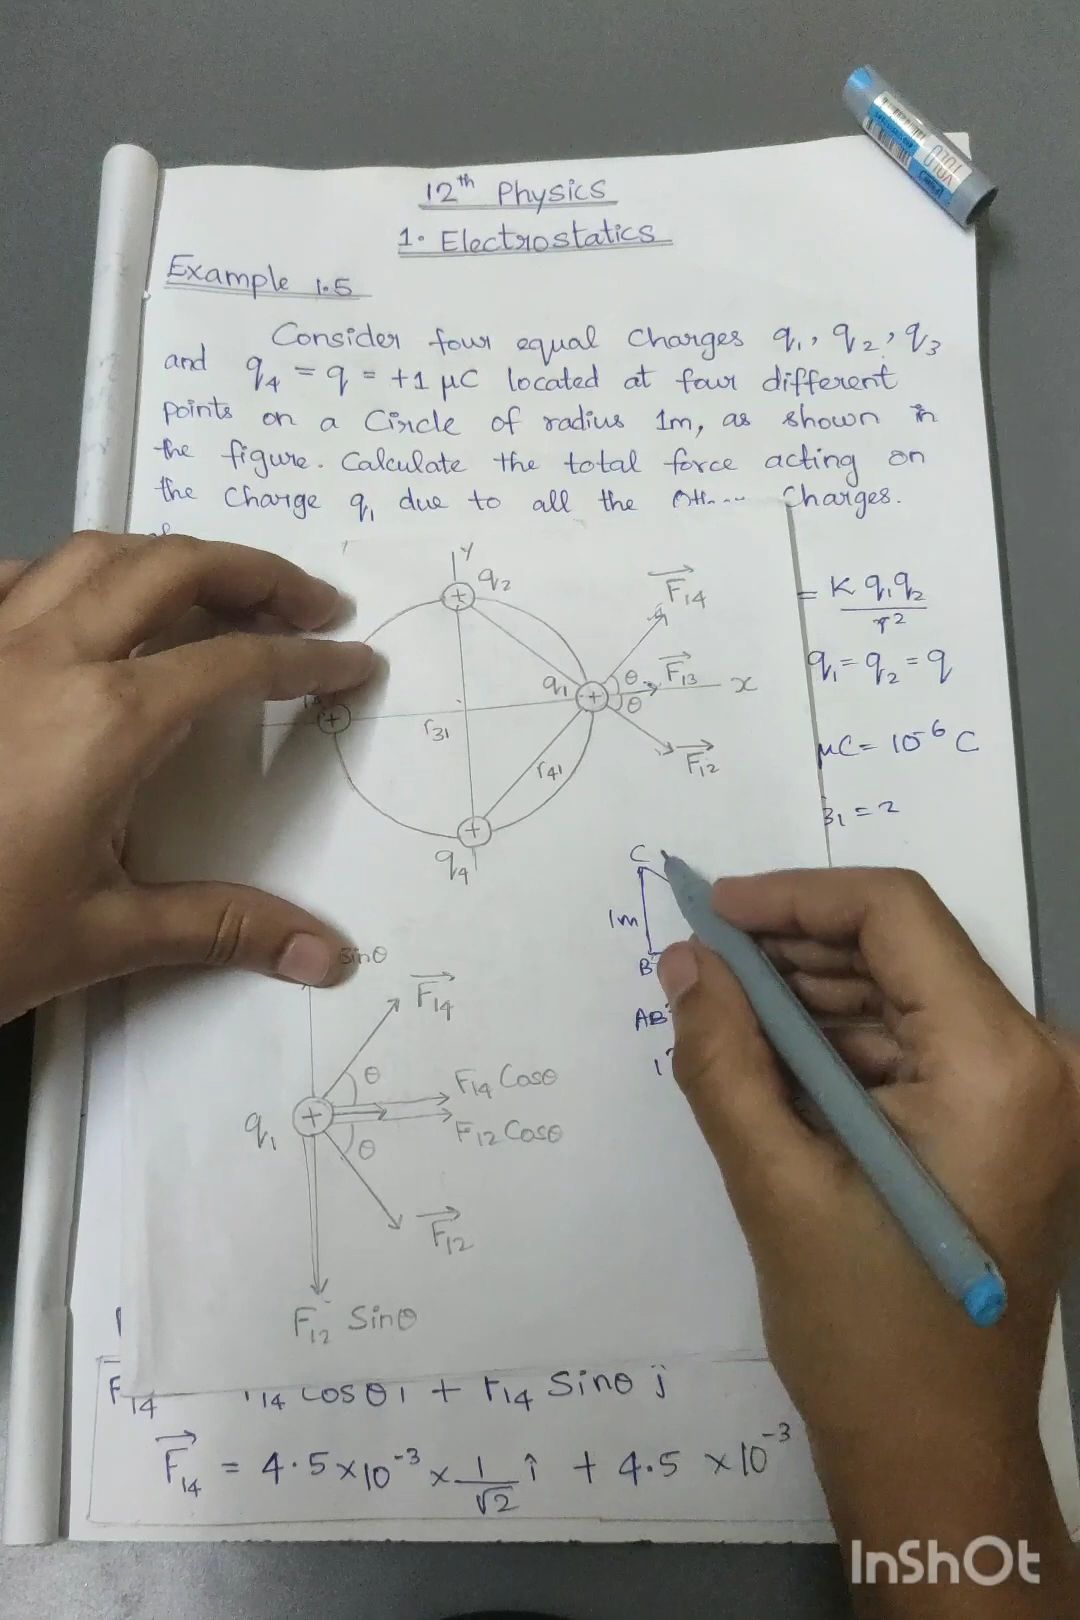 12th Physics
1. Electrostatics
Example 1.5
Consider four equal charges q1, q2, q3
and q4 = q = +1 μC located at four different
points on a Circle of radius 1m, as shown in
the figure. Calculate the total force acting on
the charge q1 due to all the charges.
Y
q2
F14
= K q1q2
r2
q1 = q2 = q
q1
θ
F13
x
θ
r31
r41
F12
μC = 10-6 C
31 = 2
q4
C
1m
B
AB2
Sinθ
F14
θ
F14 Cosθ
q1
F12 Cosθ
θ
F12
F12 Sinθ
F14 14 cosθ i + F14 Sinθ j
F14 = 4.5×10-3 × 1/√2 î + 4.5 ×10-3
InShOt